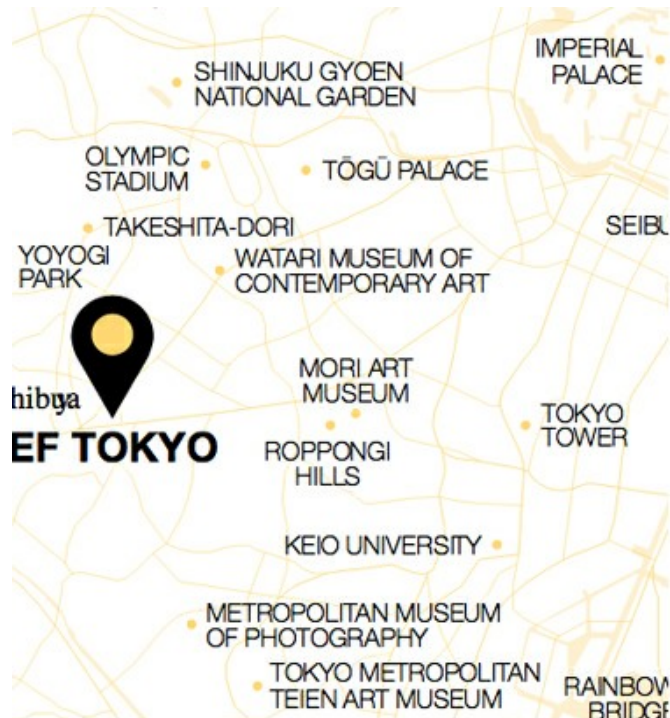 IMPERIAL
PALACE
SHINJUKU GYOEN
NATIONAL GARDEN
OLYMPIC
STADIUM
TŌGŪ PALACE
TAKESHITA-DORI
SEIBU
YOYOGI
PARK
WATARI MUSEUM OF
CONTEMPORARY ART
MORI ART
MUSEUM
hibuya
TOKYO
TOWER
EF TOKYO
ROPPONGI
HILLS
KEIO UNIVERSITY
METROPOLITAN MUSEUM
OF PHOTOGRAPHY
TOKYO METROPOLITAN
TEIEN ART MUSEUM
RAINBOW
BRIDGE